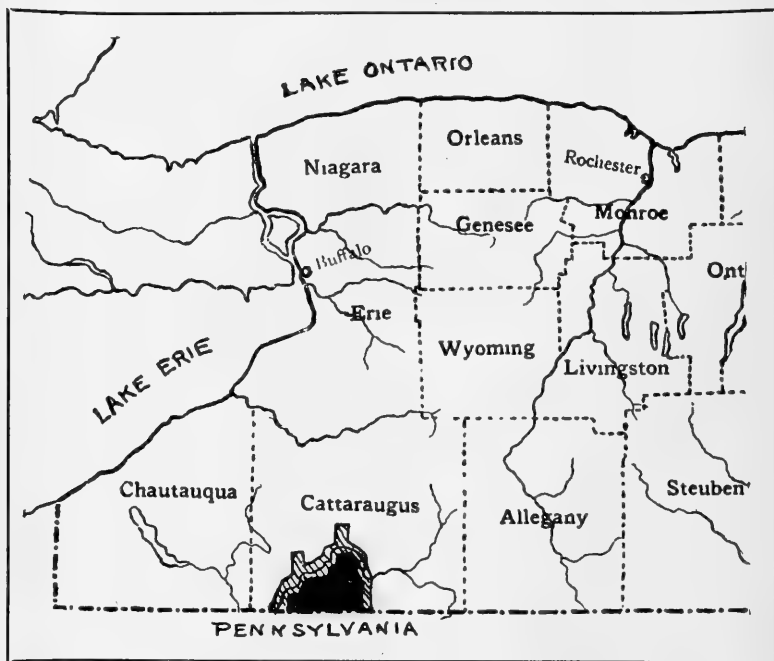 LAKE ONTARIO
Orleans
Niagara
Rochester
Genesee
Monroe
Buffalo
Ont
Erie
LAKE ERIE
Wyoming
Livingston
Chautauqua
Cattaraugus
Allegany
Steuben
PENNSYLVANIA